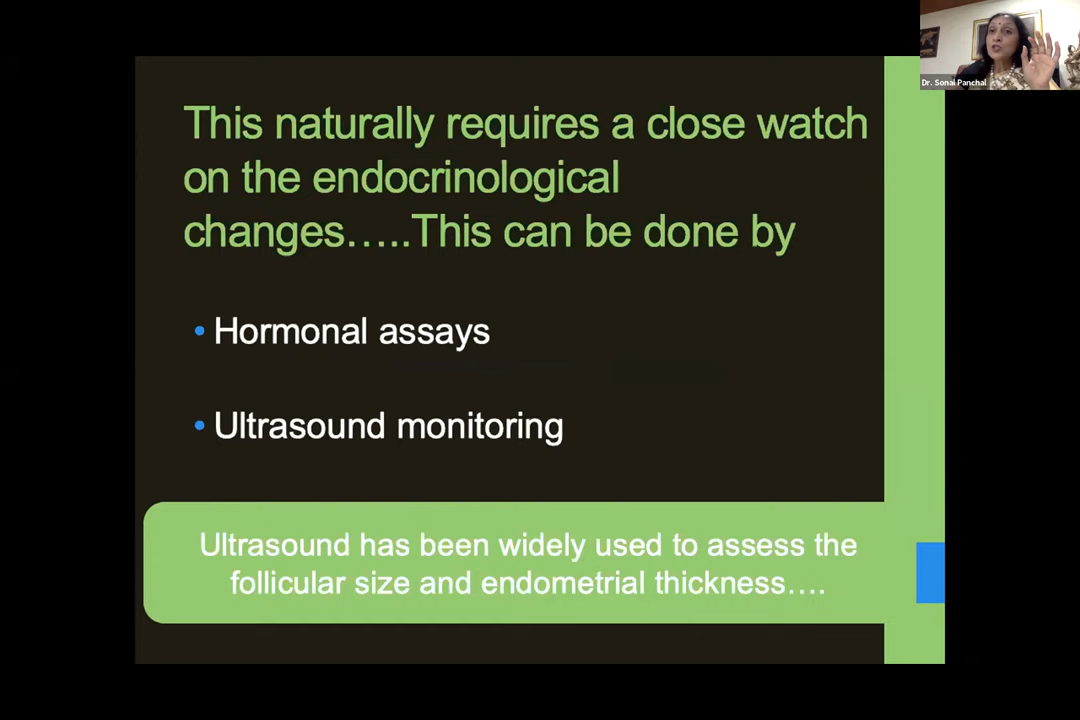 This naturally requires a close watch
on the endocrinological
changes…..This can be done by
• Hormonal assays
• Ultrasound monitoring
Ultrasound has been widely used to assess the
follicular size and endometrial thickness….
Dr. Sonal Panchal